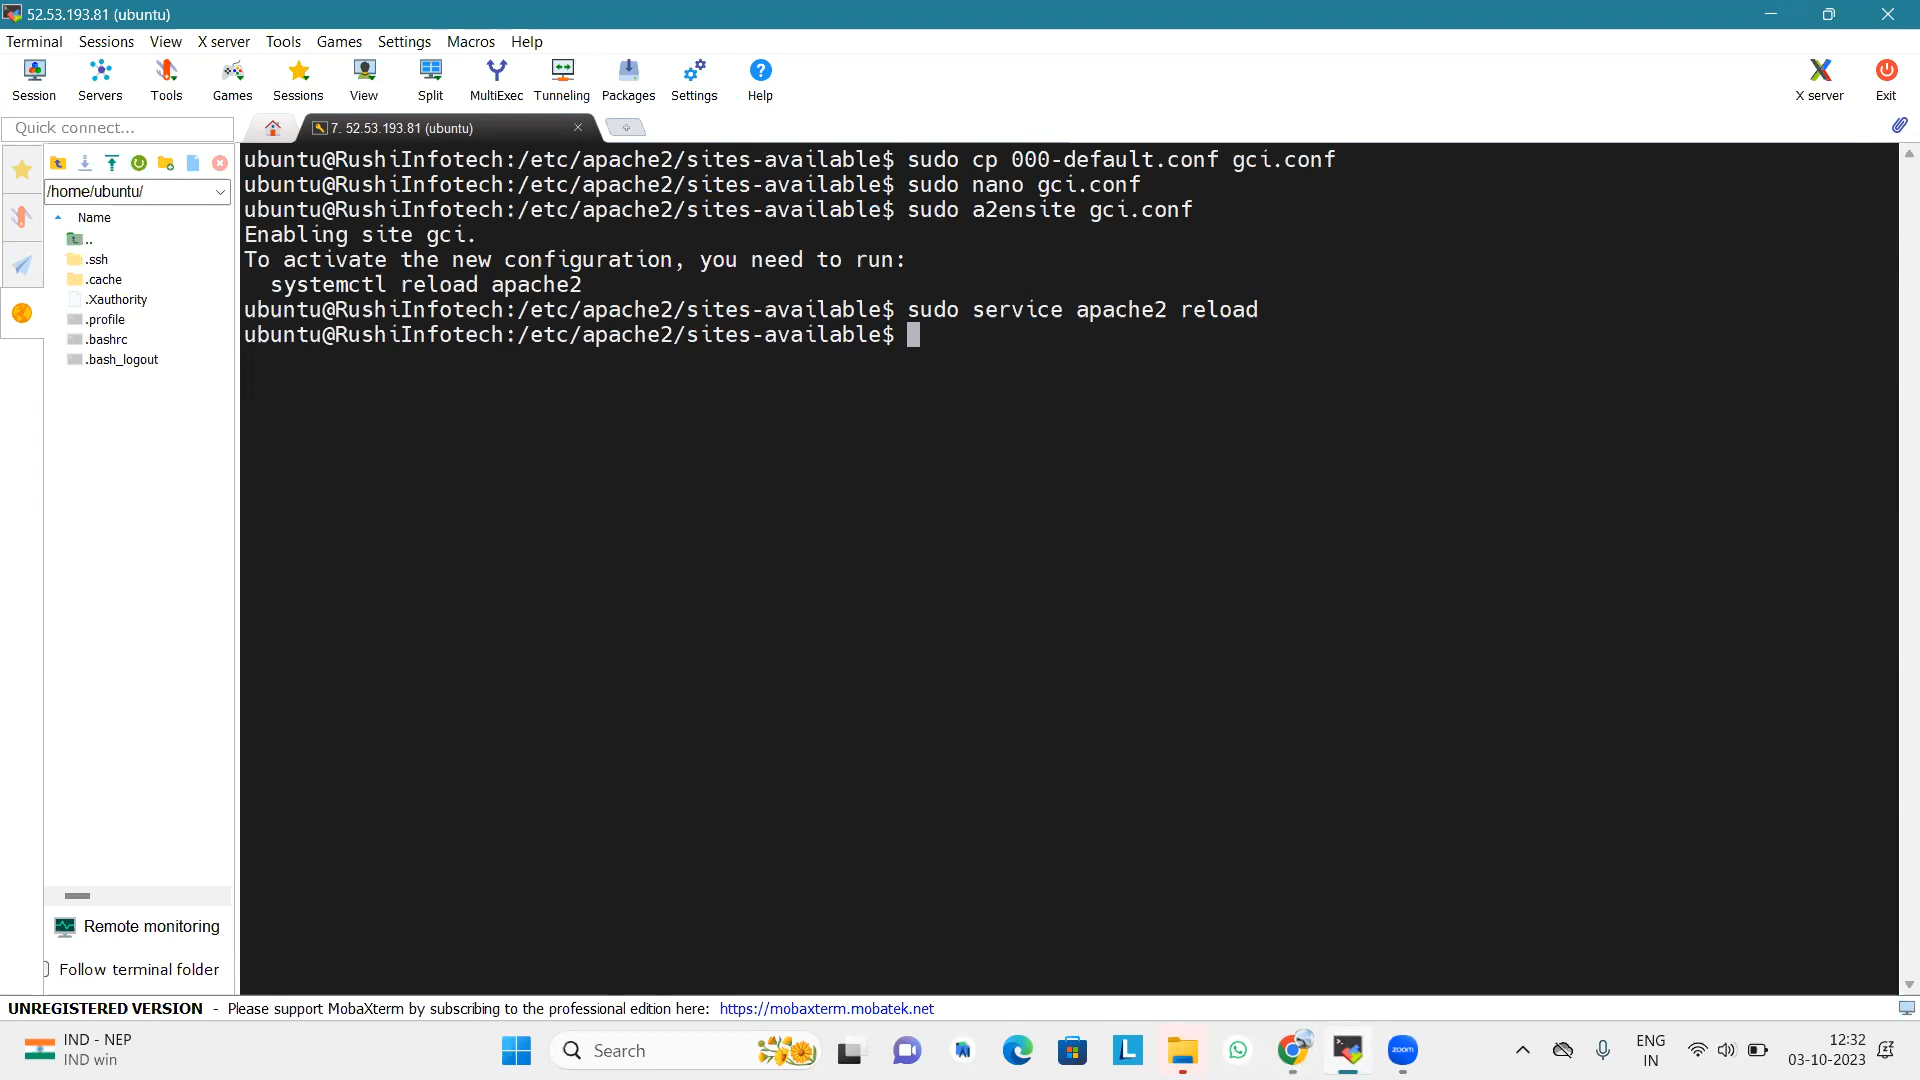 52.53.193.81 (ubuntu)
Terminal Sessions View X server Tools Games Settings Macros Help
Session Servers Tools Games Sessions View Split MultiExec Tunneling Packages Settings Help X server Exit
Quick connect... 7. 52.53.193.81 (ubuntu)
/home/ubuntu/
Name
..
.ssh
.cache
.Xauthority
.profile
.bashrc
.bash_logout
Remote monitoring
Follow terminal folder
ubuntu@RushiInfotech:/etc/apache2/sites-available$ sudo cp 000-default.conf gci.conf
ubuntu@RushiInfotech:/etc/apache2/sites-available$ sudo nano gci.conf
ubuntu@RushiInfotech:/etc/apache2/sites-available$ sudo a2ensite gci.conf
Enabling site gci.
To activate the new configuration, you need to run:
  systemctl reload apache2
ubuntu@RushiInfotech:/etc/apache2/sites-available$ sudo service apache2 reload
ubuntu@RushiInfotech:/etc/apache2/sites-available$
UNREGISTERED VERSION - Please support MobaXterm by subscribing to the professional edition here: https://mobaxterm.mobatek.net
IND - NEP
IND win
Search
L
zoom
ENG
IN
12:32
03-10-2023